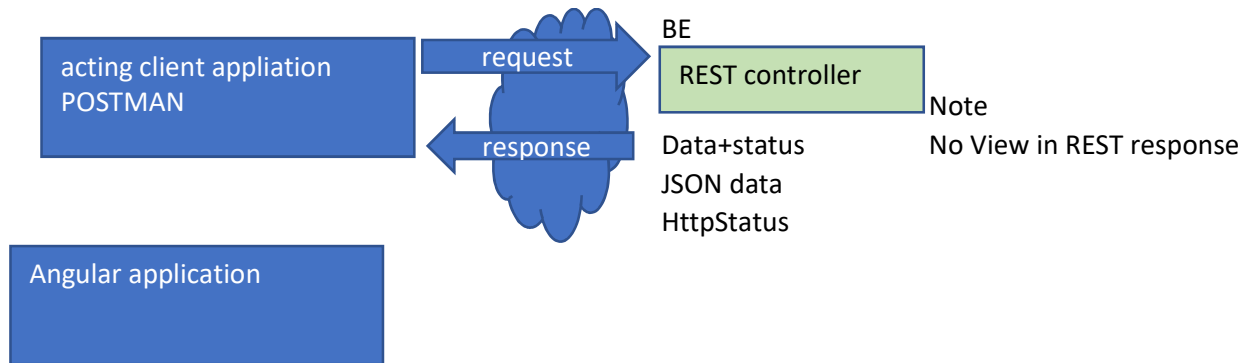 acting client appliation
POSTMAN
request
response
BE
REST controller
Data+status
JSON data
HttpStatus
Note
No View in REST response
Angular application